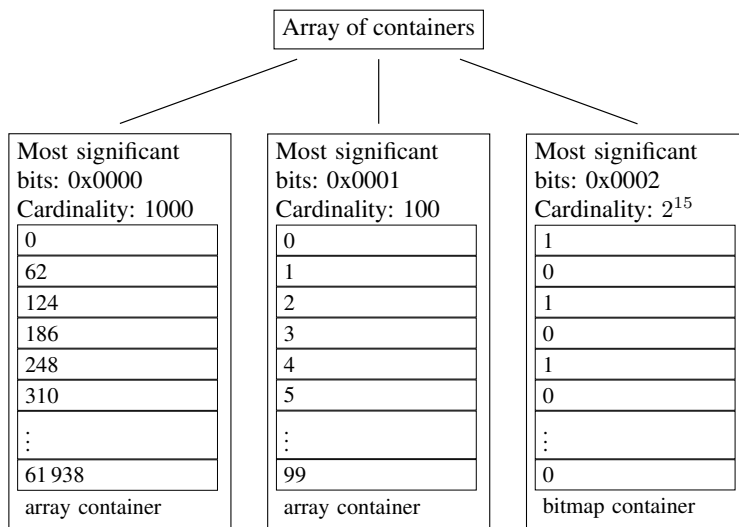 Array of containers
Most significant
bits: 0x0000
Cardinality: 1000
0
62
124
186
248
310
⋮
61 938
array container
Most significant
bits: 0x0001
Cardinality: 100
0
1
2
3
4
5
⋮
99
array container
Most significant
bits: 0x0002
Cardinality: 2¹⁵
1
0
1
0
1
0
⋮
0
bitmap container